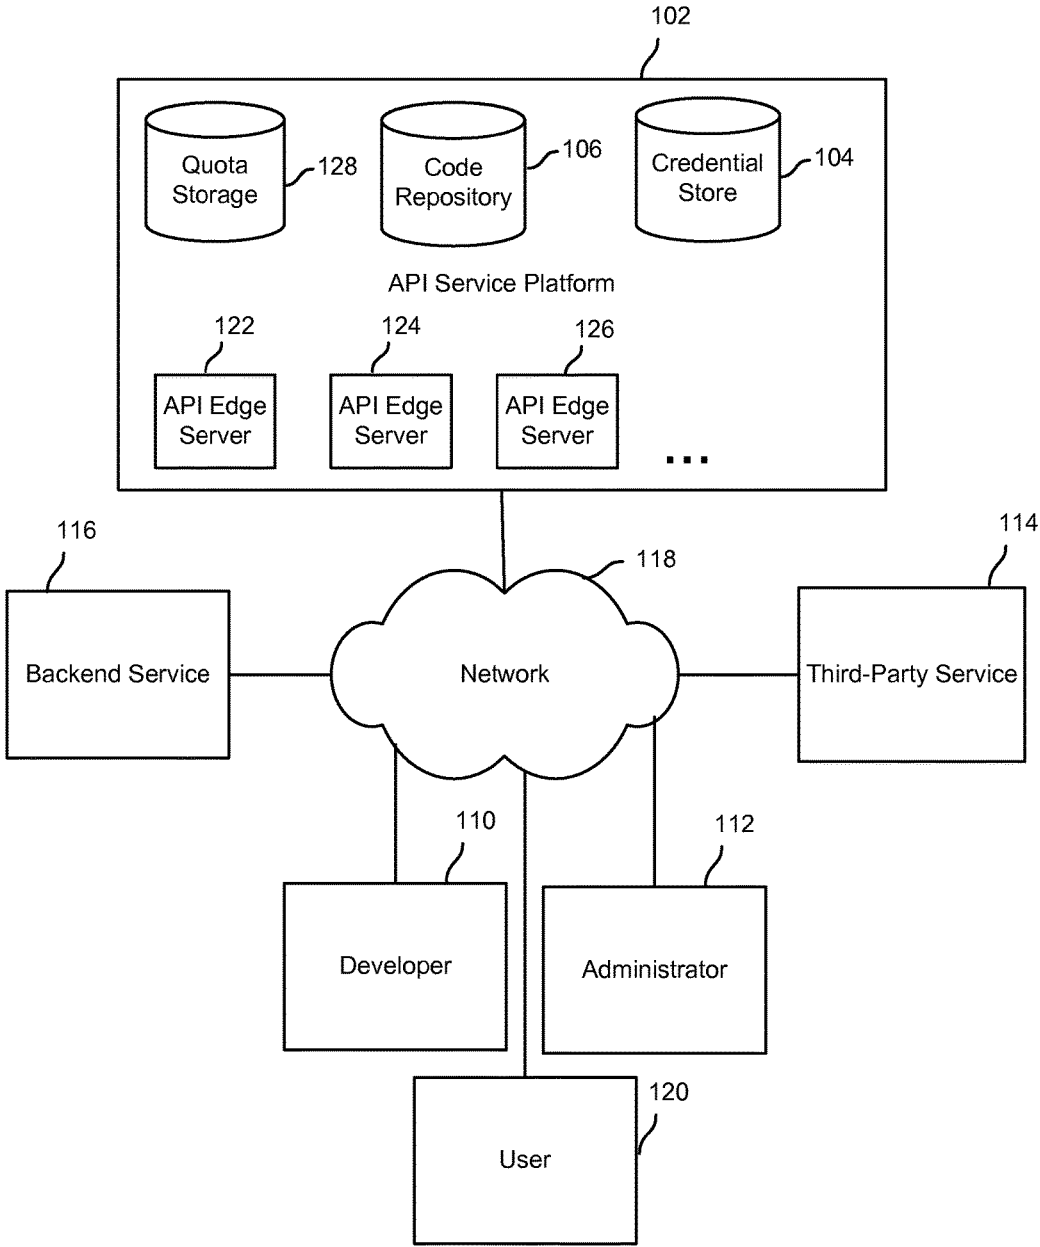 102
Quota
Storage
128
Code
Repository
106
Credential
Store
104
API Service Platform
122
124
126
API Edge
Server
API Edge
Server
API Edge
Server
...
116
118
114
Backend Service
Network
Third-Party Service
110
112
Developer
Administrator
120
User